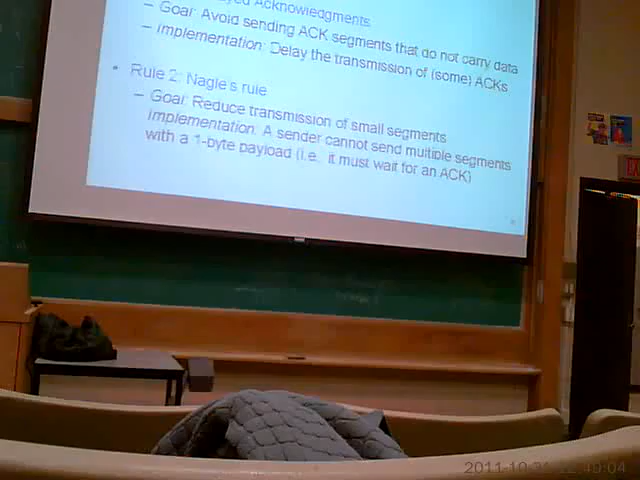 Acknowledgments
– Goal: Avoid sending ACK segments that do not carry data
– Implementation: Delay the transmission of (some) ACKs
• Rule 2: Nagle's rule
– Goal: Reduce transmission of small segments
Implementation: A sender cannot send multiple segments
with a 1-byte payload (i.e. it must wait for an ACK)